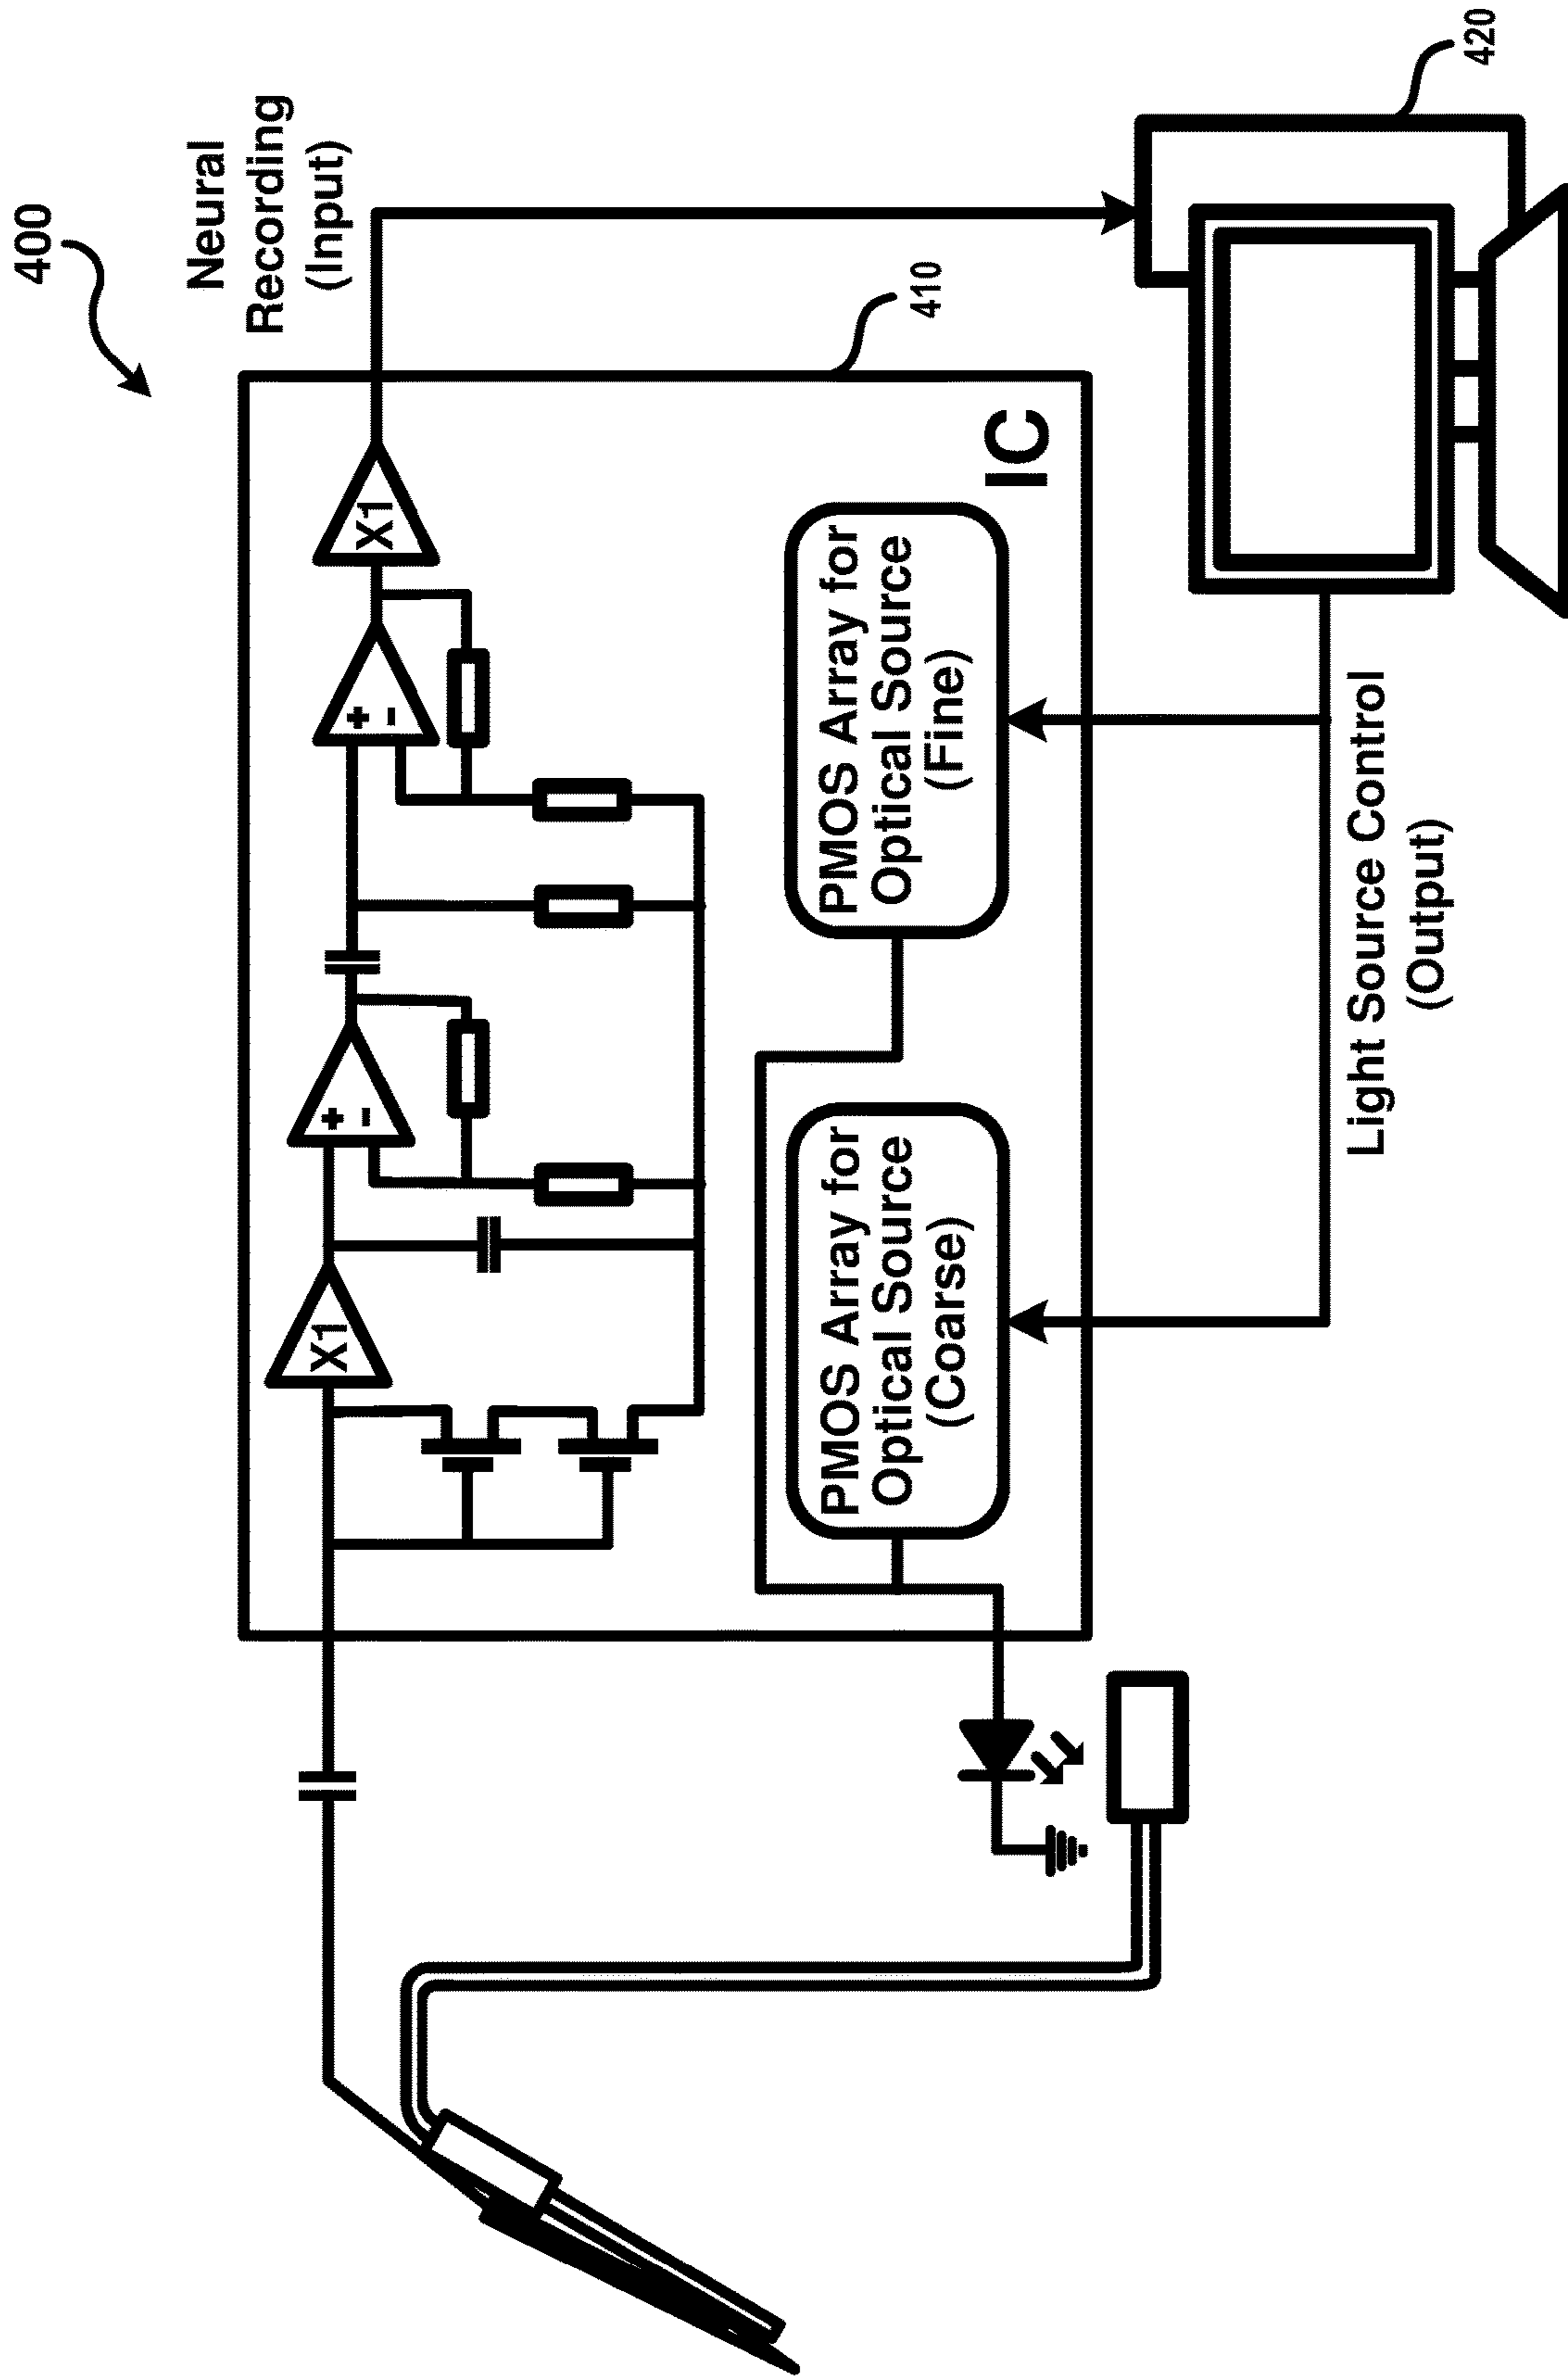 400
Neural
Recording
(Input)
410
X1
+
-
+
-
X1
IC
PMOS Array for
Optical Source
(Coarse)
PMOS Array for
Optical Source
(Fine)
Light Source Control
(Output)
420